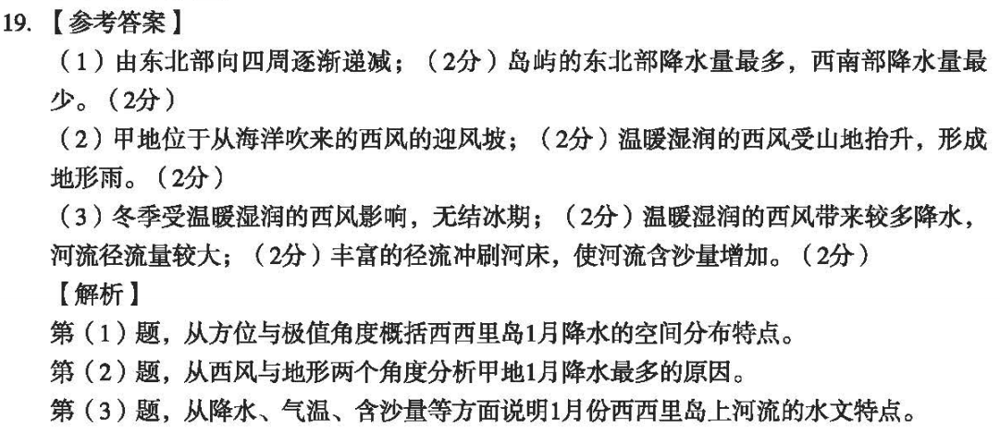 19. 【参考答案】
（1）由东北部向四周逐渐递减；（2分）岛屿的东北部降水量最多，西南部降水量最
少。（2分）
（2）甲地位于从海洋吹来的西风的迎风坡；（2分）温暖湿润的西风受山地抬升，形成
地形雨。（2分）
（3）冬季受温暖湿润的西风影响，无结冰期；（2分）温暖湿润的西风带来较多降水，
河流径流量较大；（2分）丰富的径流冲刷河床，使河流含沙量增加。（2分）
【解析】
第（1）题，从方位与极值角度概括西西里岛1月降水的空间分布特点。
第（2）题，从西风与地形两个角度分析甲地1月降水最多的原因。
第（3）题，从降水、气温、含沙量等方面说明1月份西西里岛上河流的水文特点。